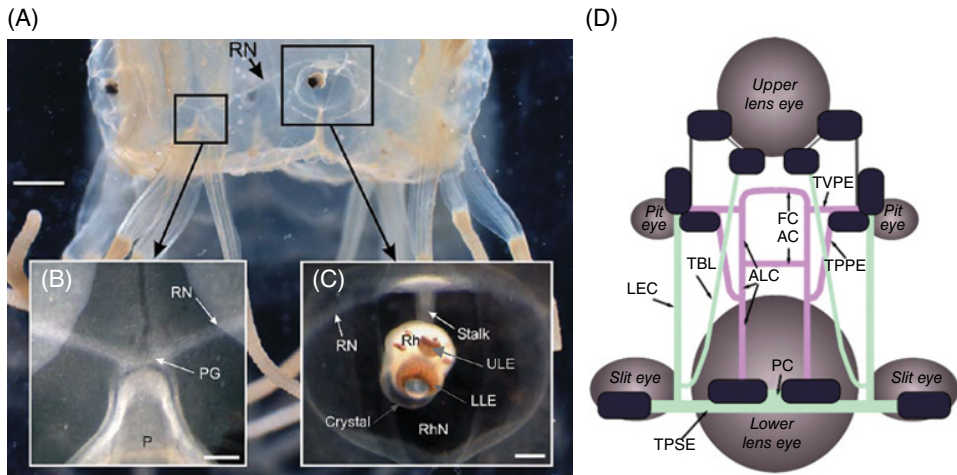 (A)
RN
(B)
RN
PG
P
(C)
RN
Stalk
Rh
ULE
LLE
Crystal
RhN
(D)
Upper
lens eye
TVPE
Pit
eye
FC
AC
Pit
eye
TBL
ALC
TPPE
LEC
Slit eye
PC
Slit eye
Lower
lens eye
TPSE